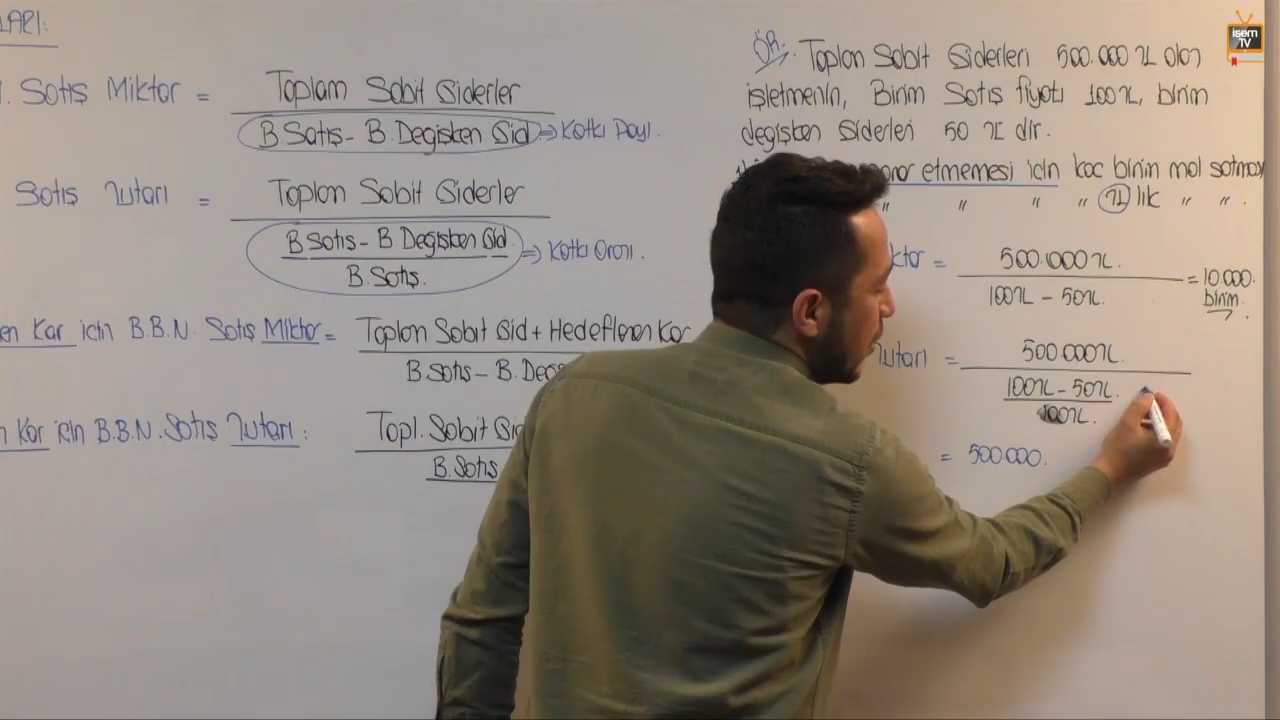 LARI:
. Satış Miktar = Toplam Sabit Giderler
B.Satış - B.Değişken Gid => Katkı Payı.
Satış Tutarı = Toplam Sabit Giderler
B Satış - B Değişken Gid. => Katkı Oranı.
B.Satış.
en Kar için B.B.N. Satış Miktar = Toplam Sabit Gid + Hedeflenen Kar
B.Satış - B.Değiş
n Kar için B.B.N. Satış Tutarı : Topl. Sabit Gid
B.Satış
ÖR. Toplam Sabit Giderleri 500.000 TL olan
işletmenin, Birim Satış fiyatı 100TL, birim
değişken Giderleri 50 TL dir.
etmemesi için kaç birim mal satmas
" " " " TL lik " " .
ktar = 500.000TL. = 10.000.
100TL - 50TL. birim.
Tutarı = 500.000TL.
100TL - 50TL.
100TL.
= 500.000.
isem
TV